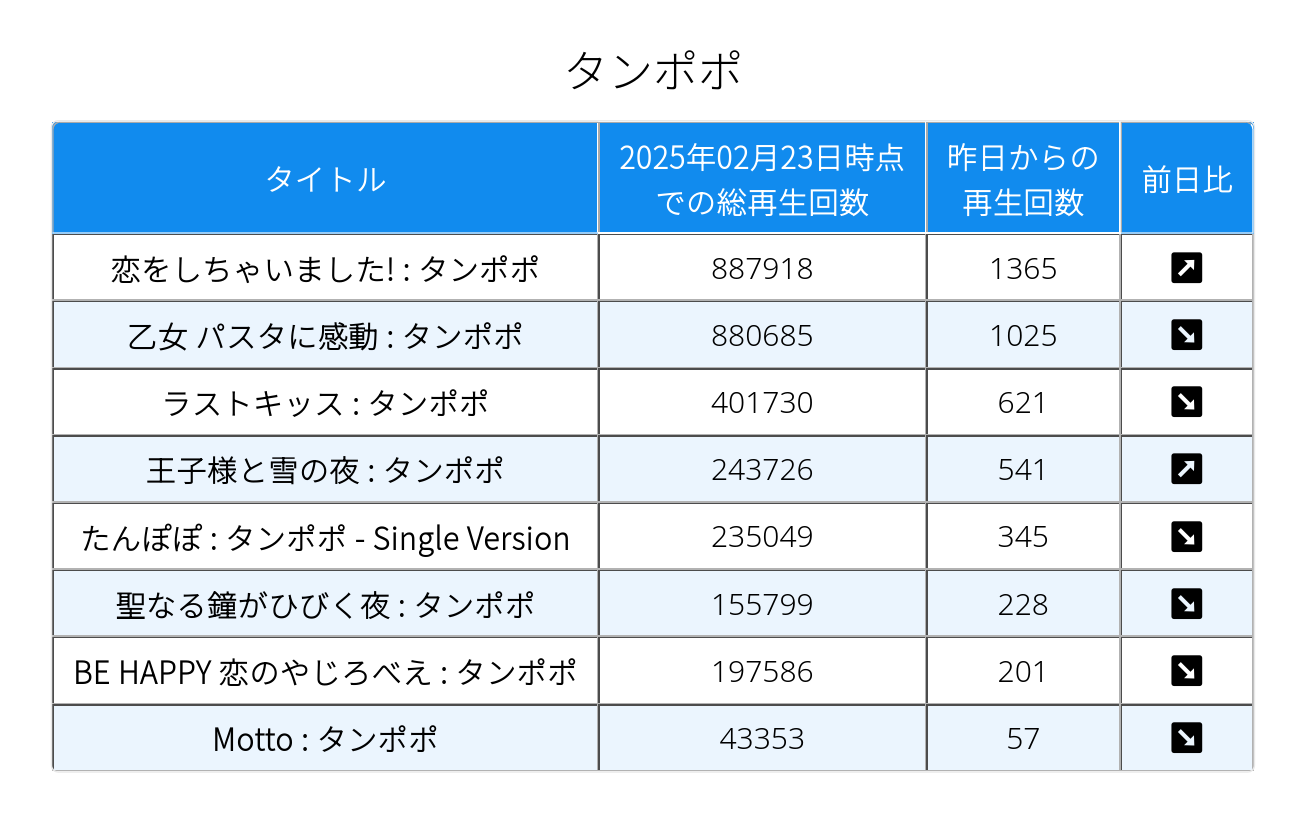 タンポポ
タイトル
2025年02月23日時点
での総再生回数
昨日からの
再生回数
前日比
恋をしちゃいました! : タンポポ 887918 1365 ↗
乙女 パスタに感動 : タンポポ 880685 1025 ↘
ラストキッス : タンポポ 401730 621 ↘
王子様と雪の夜 : タンポポ 243726 541 ↗
たんぽぽ : タンポポ - Single Version 235049 345 ↘
聖なる鐘がひびく夜 : タンポポ 155799 228 ↘
BE HAPPY 恋のやじろべえ : タンポポ 197586 201 ↘
Motto : タンポポ 43353 57 ↘